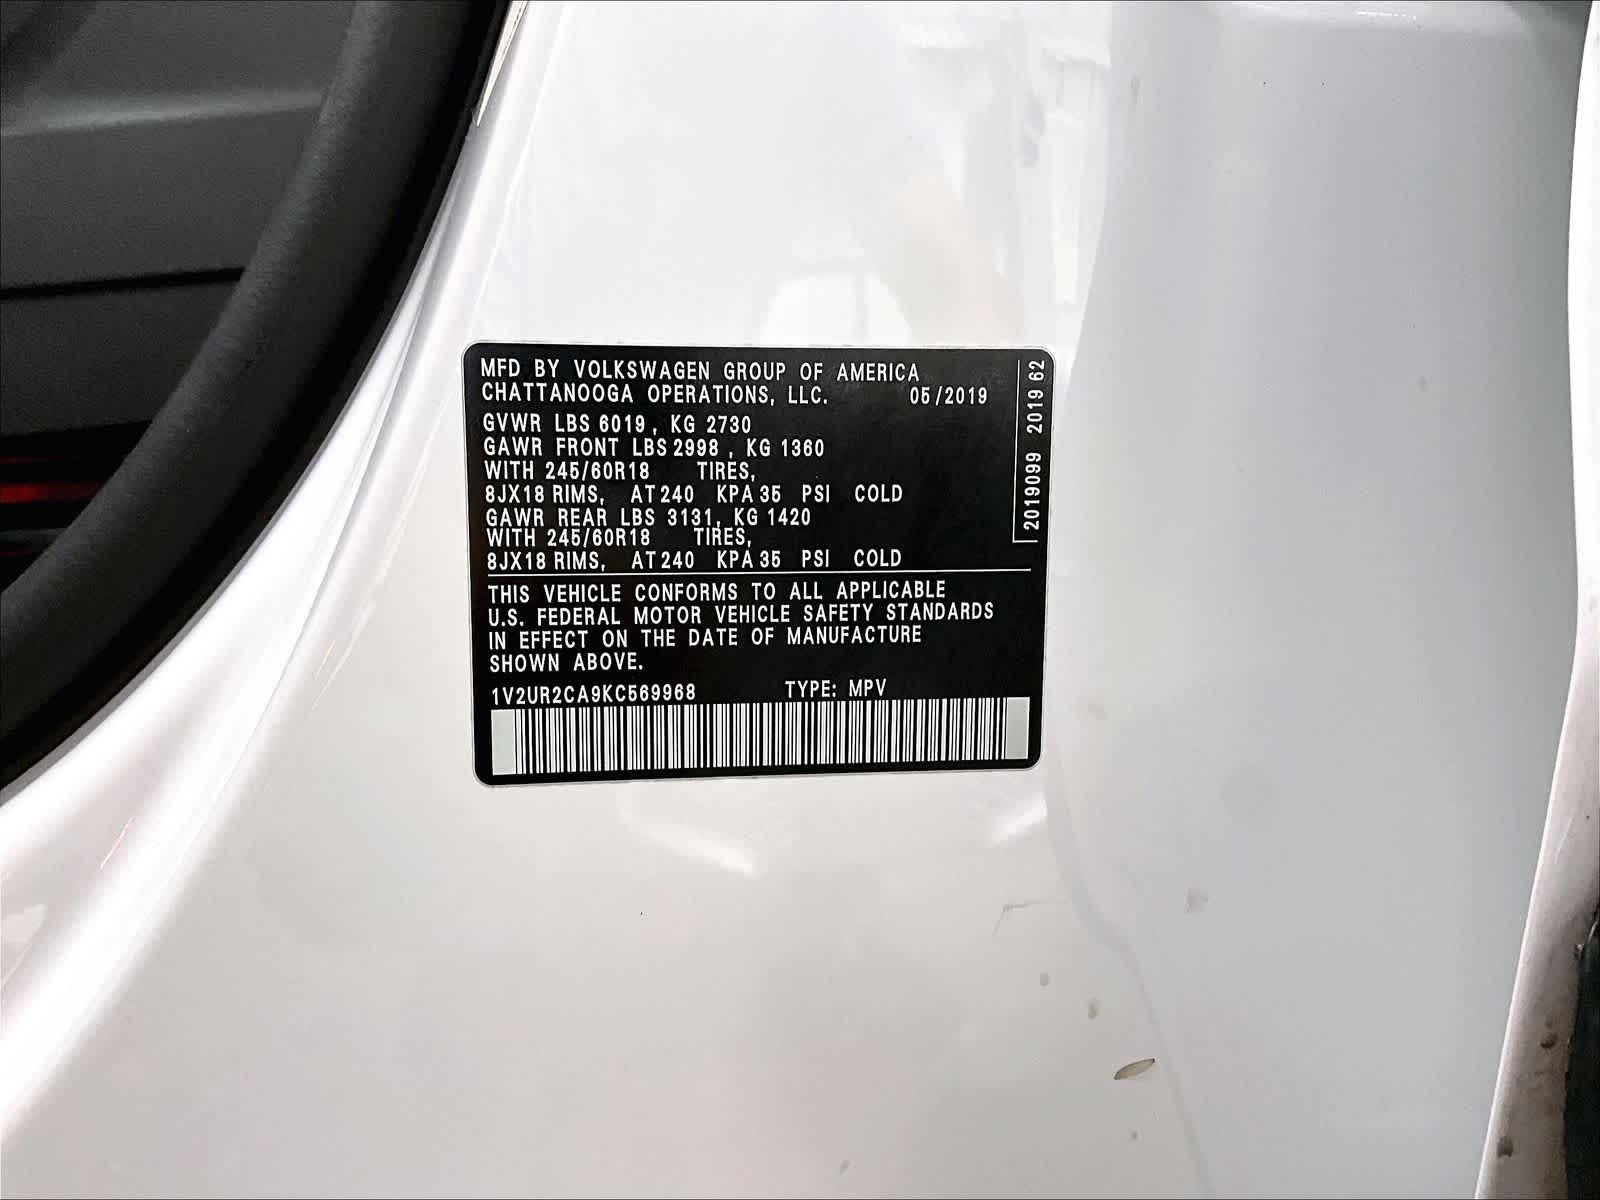 MFD BY VOLKSWAGEN GROUP OF AMERICA
CHATTANOOGA OPERATIONS, LLC. 05/2019
GVWR LBS 6019, KG 2730
GAWR FRONT LBS 2998, KG 1360
WITH 245/60R18 TIRES,
8JX18 RIMS, AT 240 KPA 35 PSI COLD
GAWR REAR LBS 3131, KG 1420
WITH 245/60R18 TIRES,
8JX18 RIMS, AT 240 KPA 35 PSI COLD
THIS VEHICLE CONFORMS TO ALL APPLICABLE
U.S. FEDERAL MOTOR VEHICLE SAFETY STANDARDS
IN EFFECT ON THE DATE OF MANUFACTURE
SHOWN ABOVE.
1V2UR2CA9KC569968 TYPE: MPV
2019099 2019 62